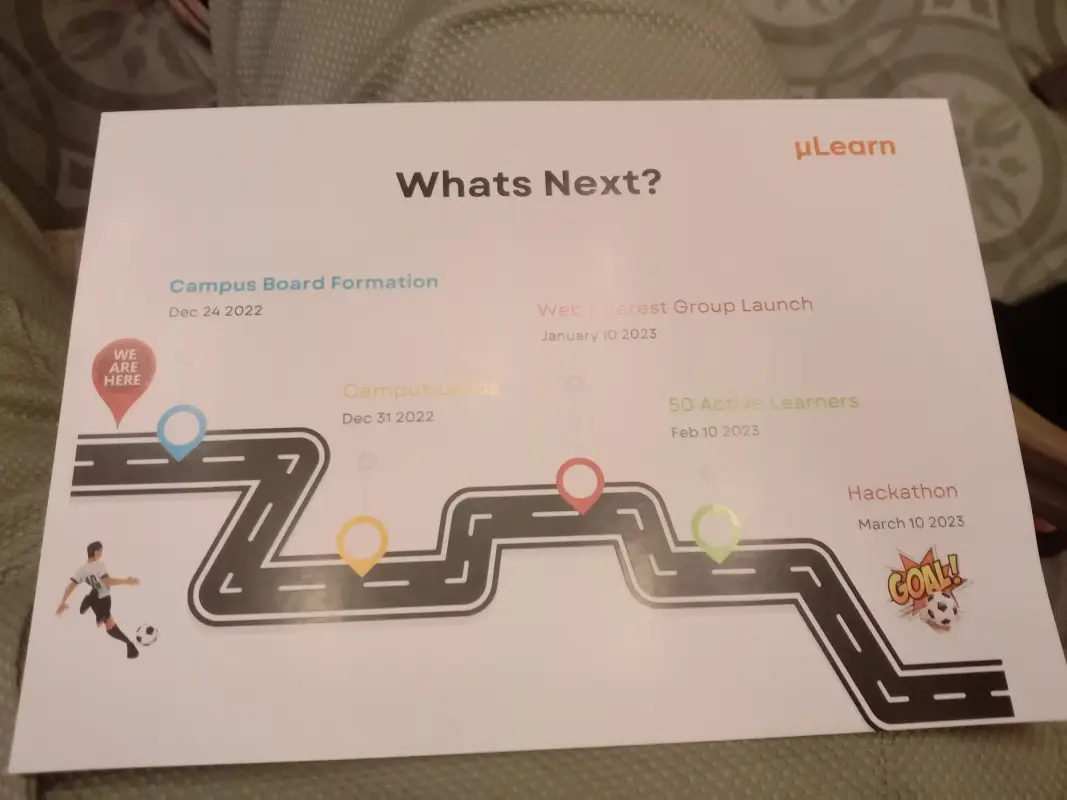 µLearn
Whats Next?
Campus Board Formation
Dec 24 2022
Web Interest Group Launch
January 10 2023
WE
ARE
HERE
Campus Leads
Dec 31 2022
50 Active Learners
Feb 10 2023
Hackathon
March 10 2023
GOAL!
10